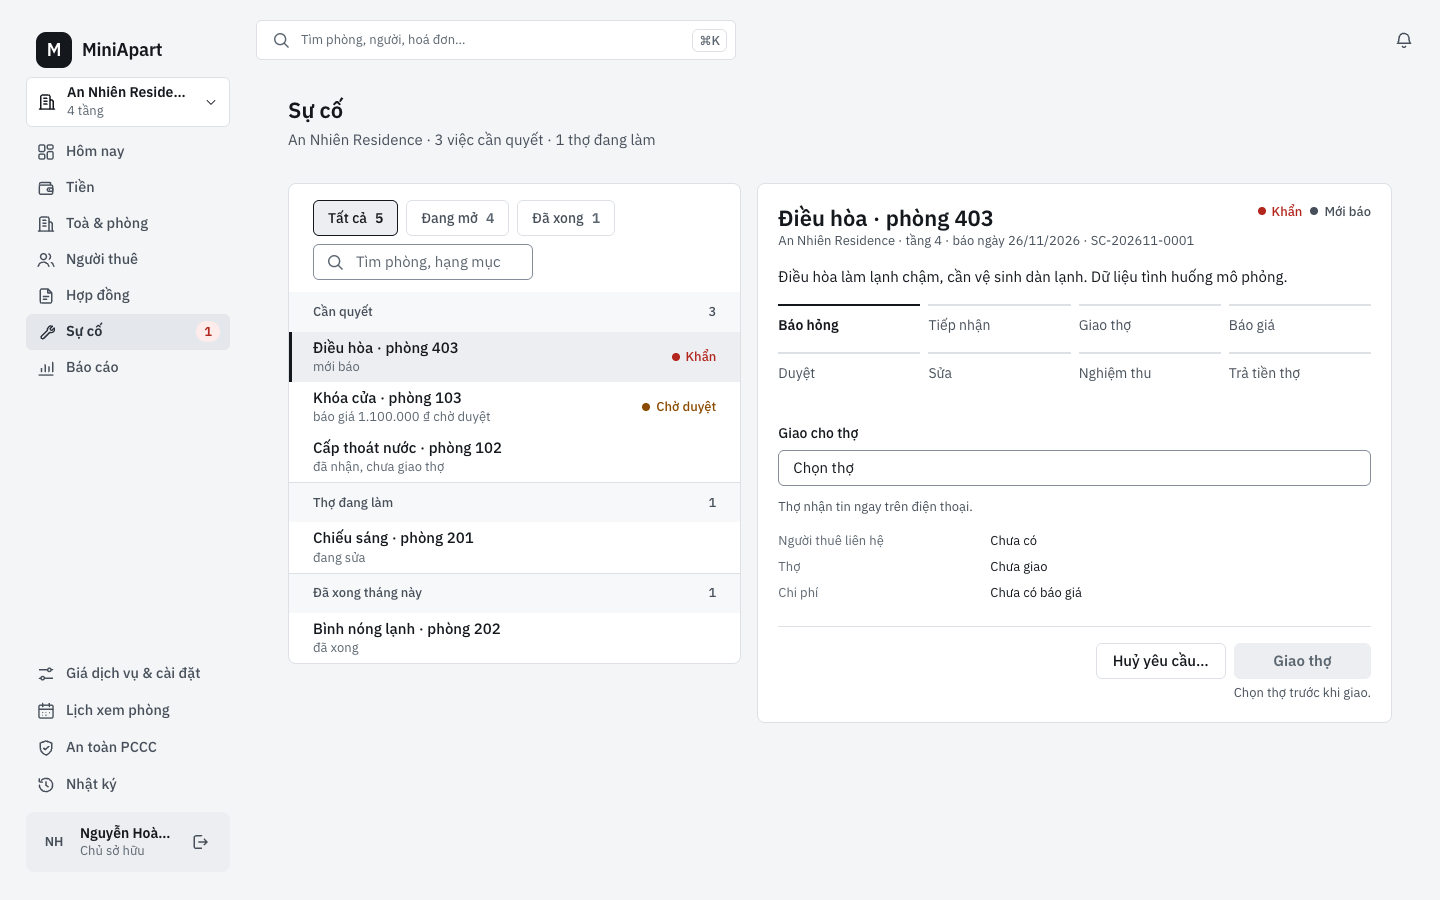 M MiniApart
An Nhiên Reside...
4 tầng
Hôm nay
Tiền
Toà & phòng
Người thuê
Hợp đồng
Sự cố 1
Báo cáo
Giá dịch vụ & cài đặt
Lịch xem phòng
An toàn PCCC
Nhật ký
NH
Nguyễn Hoà...
Chủ sở hữu
Tìm phòng, người, hoá đơn... ⌘K
Sự cố
An Nhiên Residence · 3 việc cần quyết · 1 thợ đang làm
Tất cả 5 Đang mở 4 Đã xong 1
Tìm phòng, hạng mục
Cần quyết 3
Điều hòa · phòng 403
mới báo
Khẩn
Khóa cửa · phòng 103
báo giá 1.100.000 ₫ chờ duyệt
Chờ duyệt
Cấp thoát nước · phòng 102
đã nhận, chưa giao thợ
Thợ đang làm 1
Chiếu sáng · phòng 201
đang sửa
Đã xong tháng này 1
Bình nóng lạnh · phòng 202
đã xong
Điều hòa · phòng 403
Khẩn Mới báo
An Nhiên Residence · tầng 4 · báo ngày 26/11/2026 · SC-202611-0001
Điều hòa làm lạnh chậm, cần vệ sinh dàn lạnh. Dữ liệu tình huống mô phỏng.
Báo hỏng Tiếp nhận Giao thợ Báo giá
Duyệt Sửa Nghiệm thu Trả tiền thợ
Giao cho thợ
Chọn thợ
Thợ nhận tin ngay trên điện thoại.
Người thuê liên hệ Chưa có
Thợ Chưa giao
Chi phí Chưa có báo giá
Huỷ yêu cầu... Giao thợ
Chọn thợ trước khi giao.